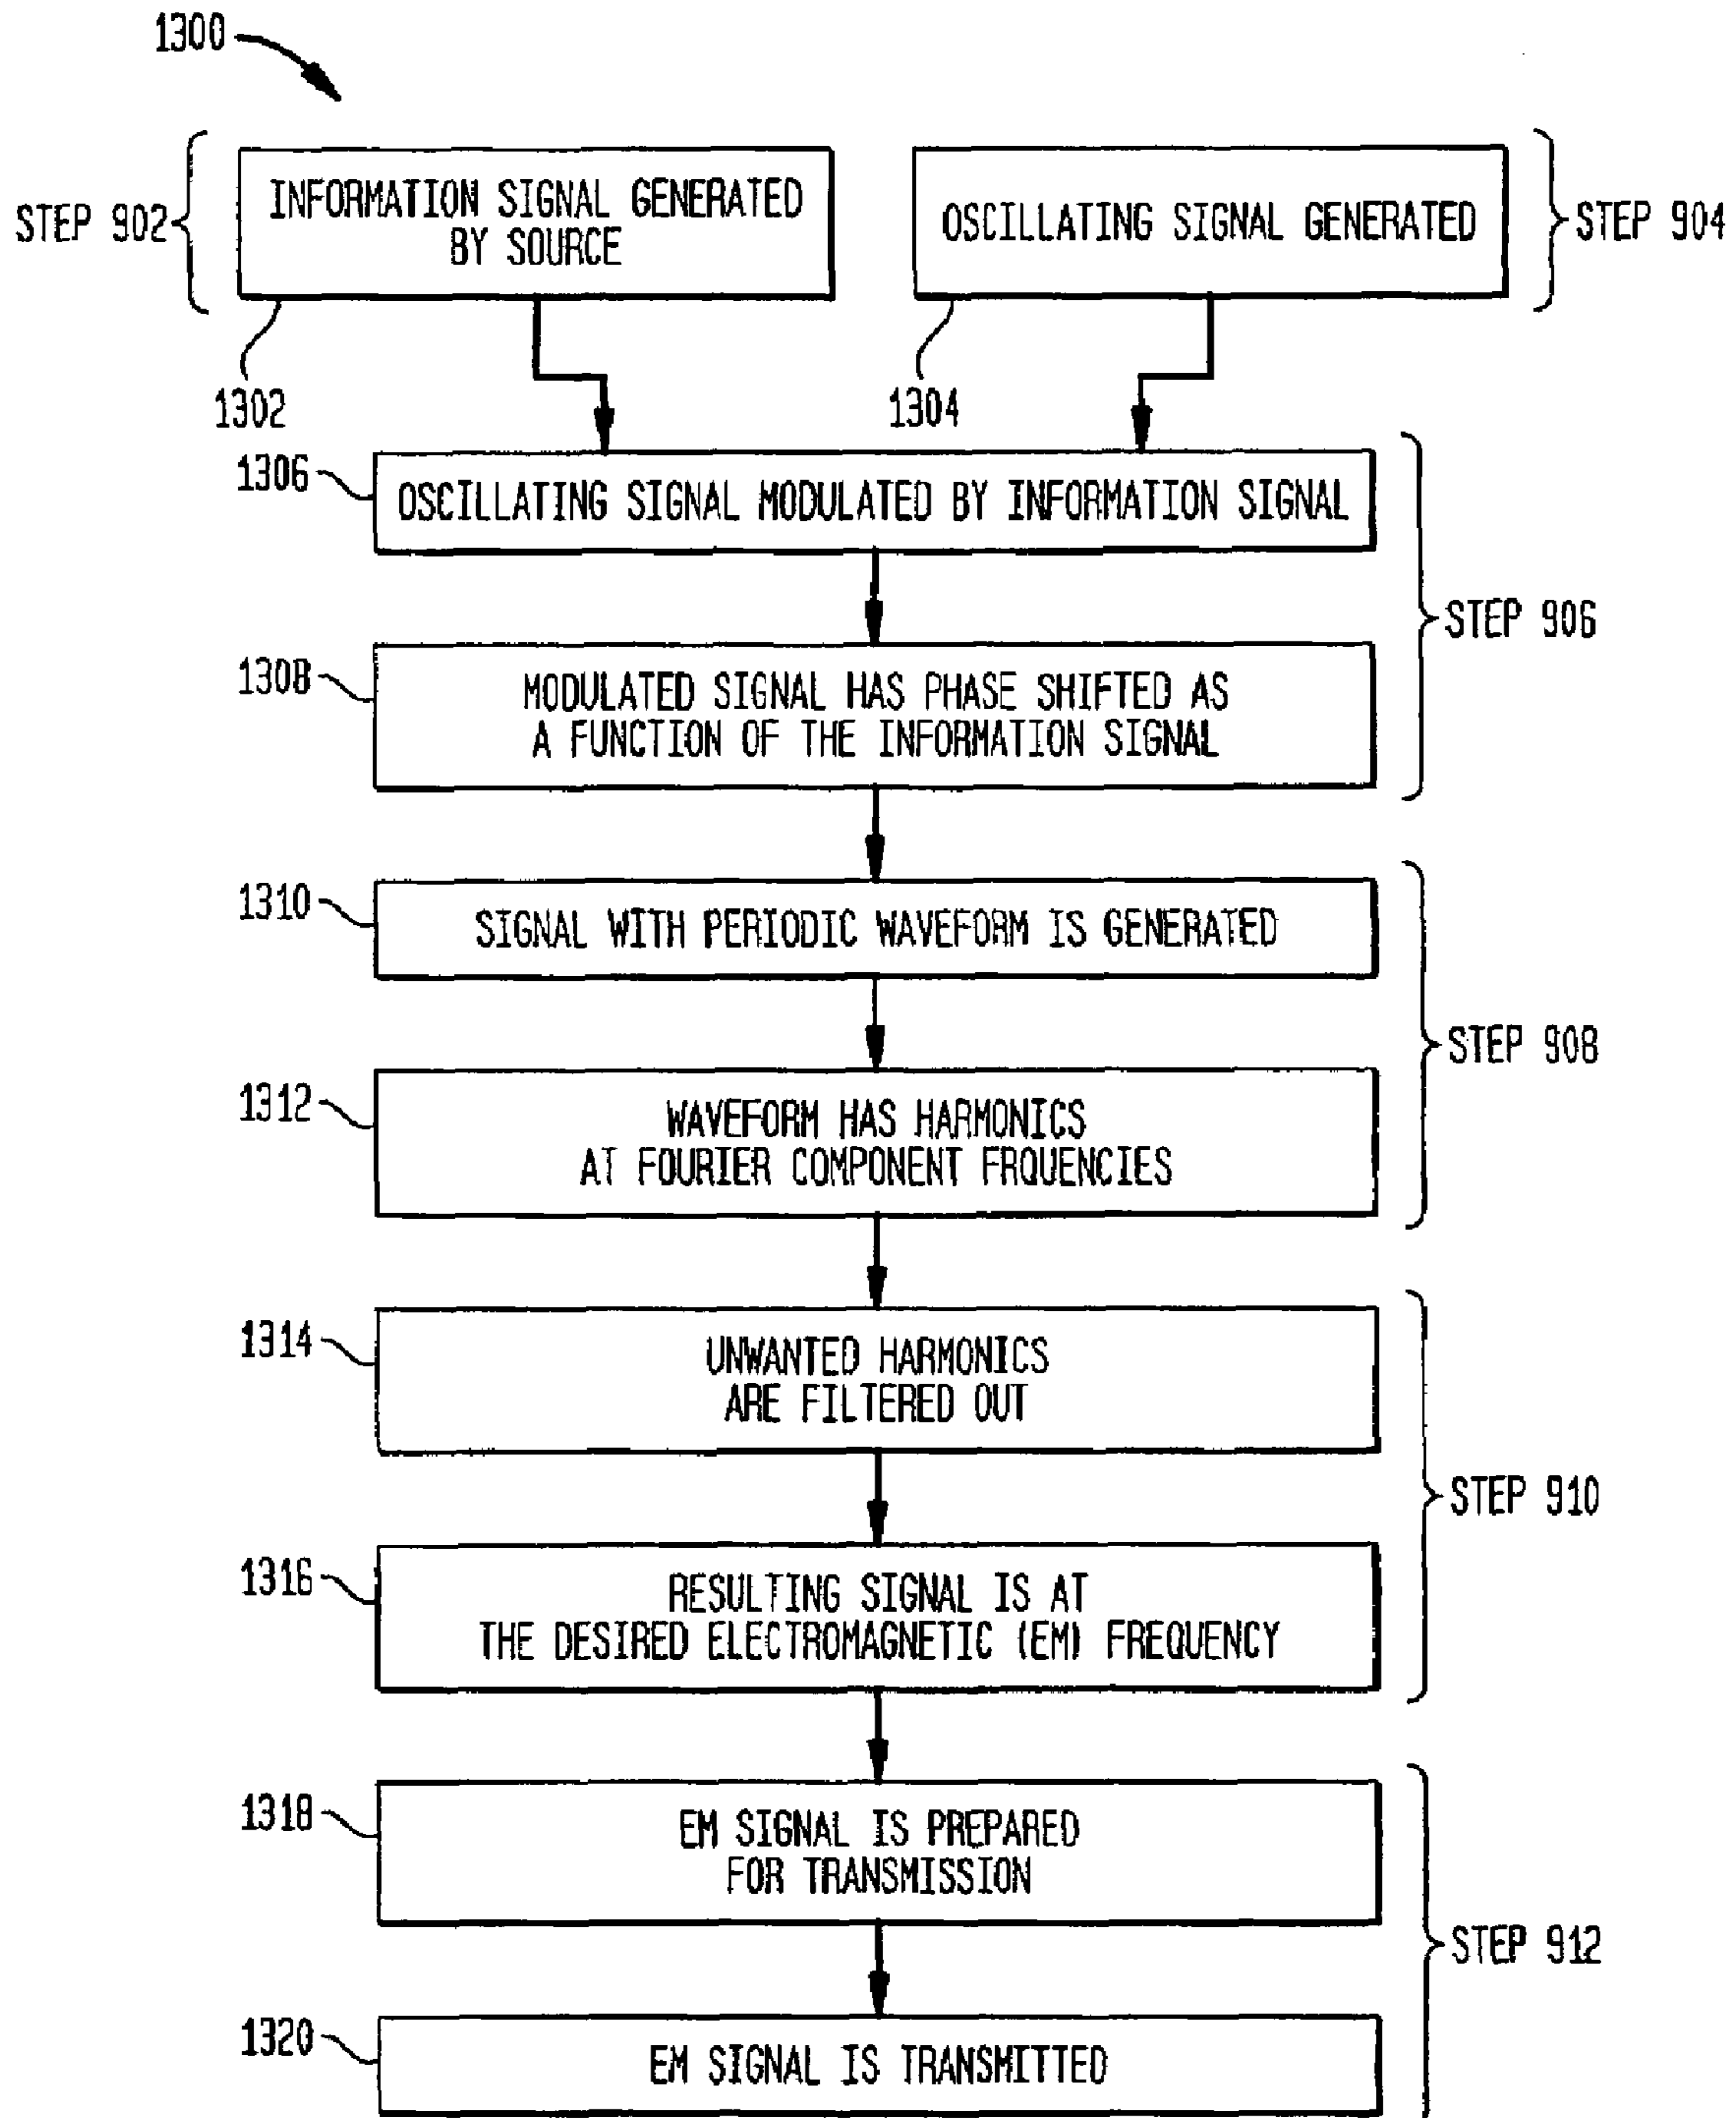 1300
STEP 902
INFORMATION SIGNAL GENERATED
BY SOURCE
1302
OSCILLATING SIGNAL GENERATED
STEP 904
1304
1306
OSCILLATING SIGNAL MODULATED BY INFORMATION SIGNAL
1308
MODULATED SIGNAL HAS PHASE SHIFTED AS
A FUNCTION OF THE INFORMATION SIGNAL
STEP 906
1310
SIGNAL WITH PERIODIC WAVEFORM IS GENERATED
1312
WAVEFORM HAS HARMONICS
AT FOURIER COMPONENT FRQUENCIES
STEP 908
1314
UNWANTED HARMONICS
ARE FILTERED OUT
1316
RESULTING SIGNAL IS AT
THE DESIRED ELECTROMAGNETIC (EM) FREQUENCY
STEP 910
1318
EM SIGNAL IS PREPARED
FOR TRANSMISSION
1320
EM SIGNAL IS TRANSMITTED
STEP 912